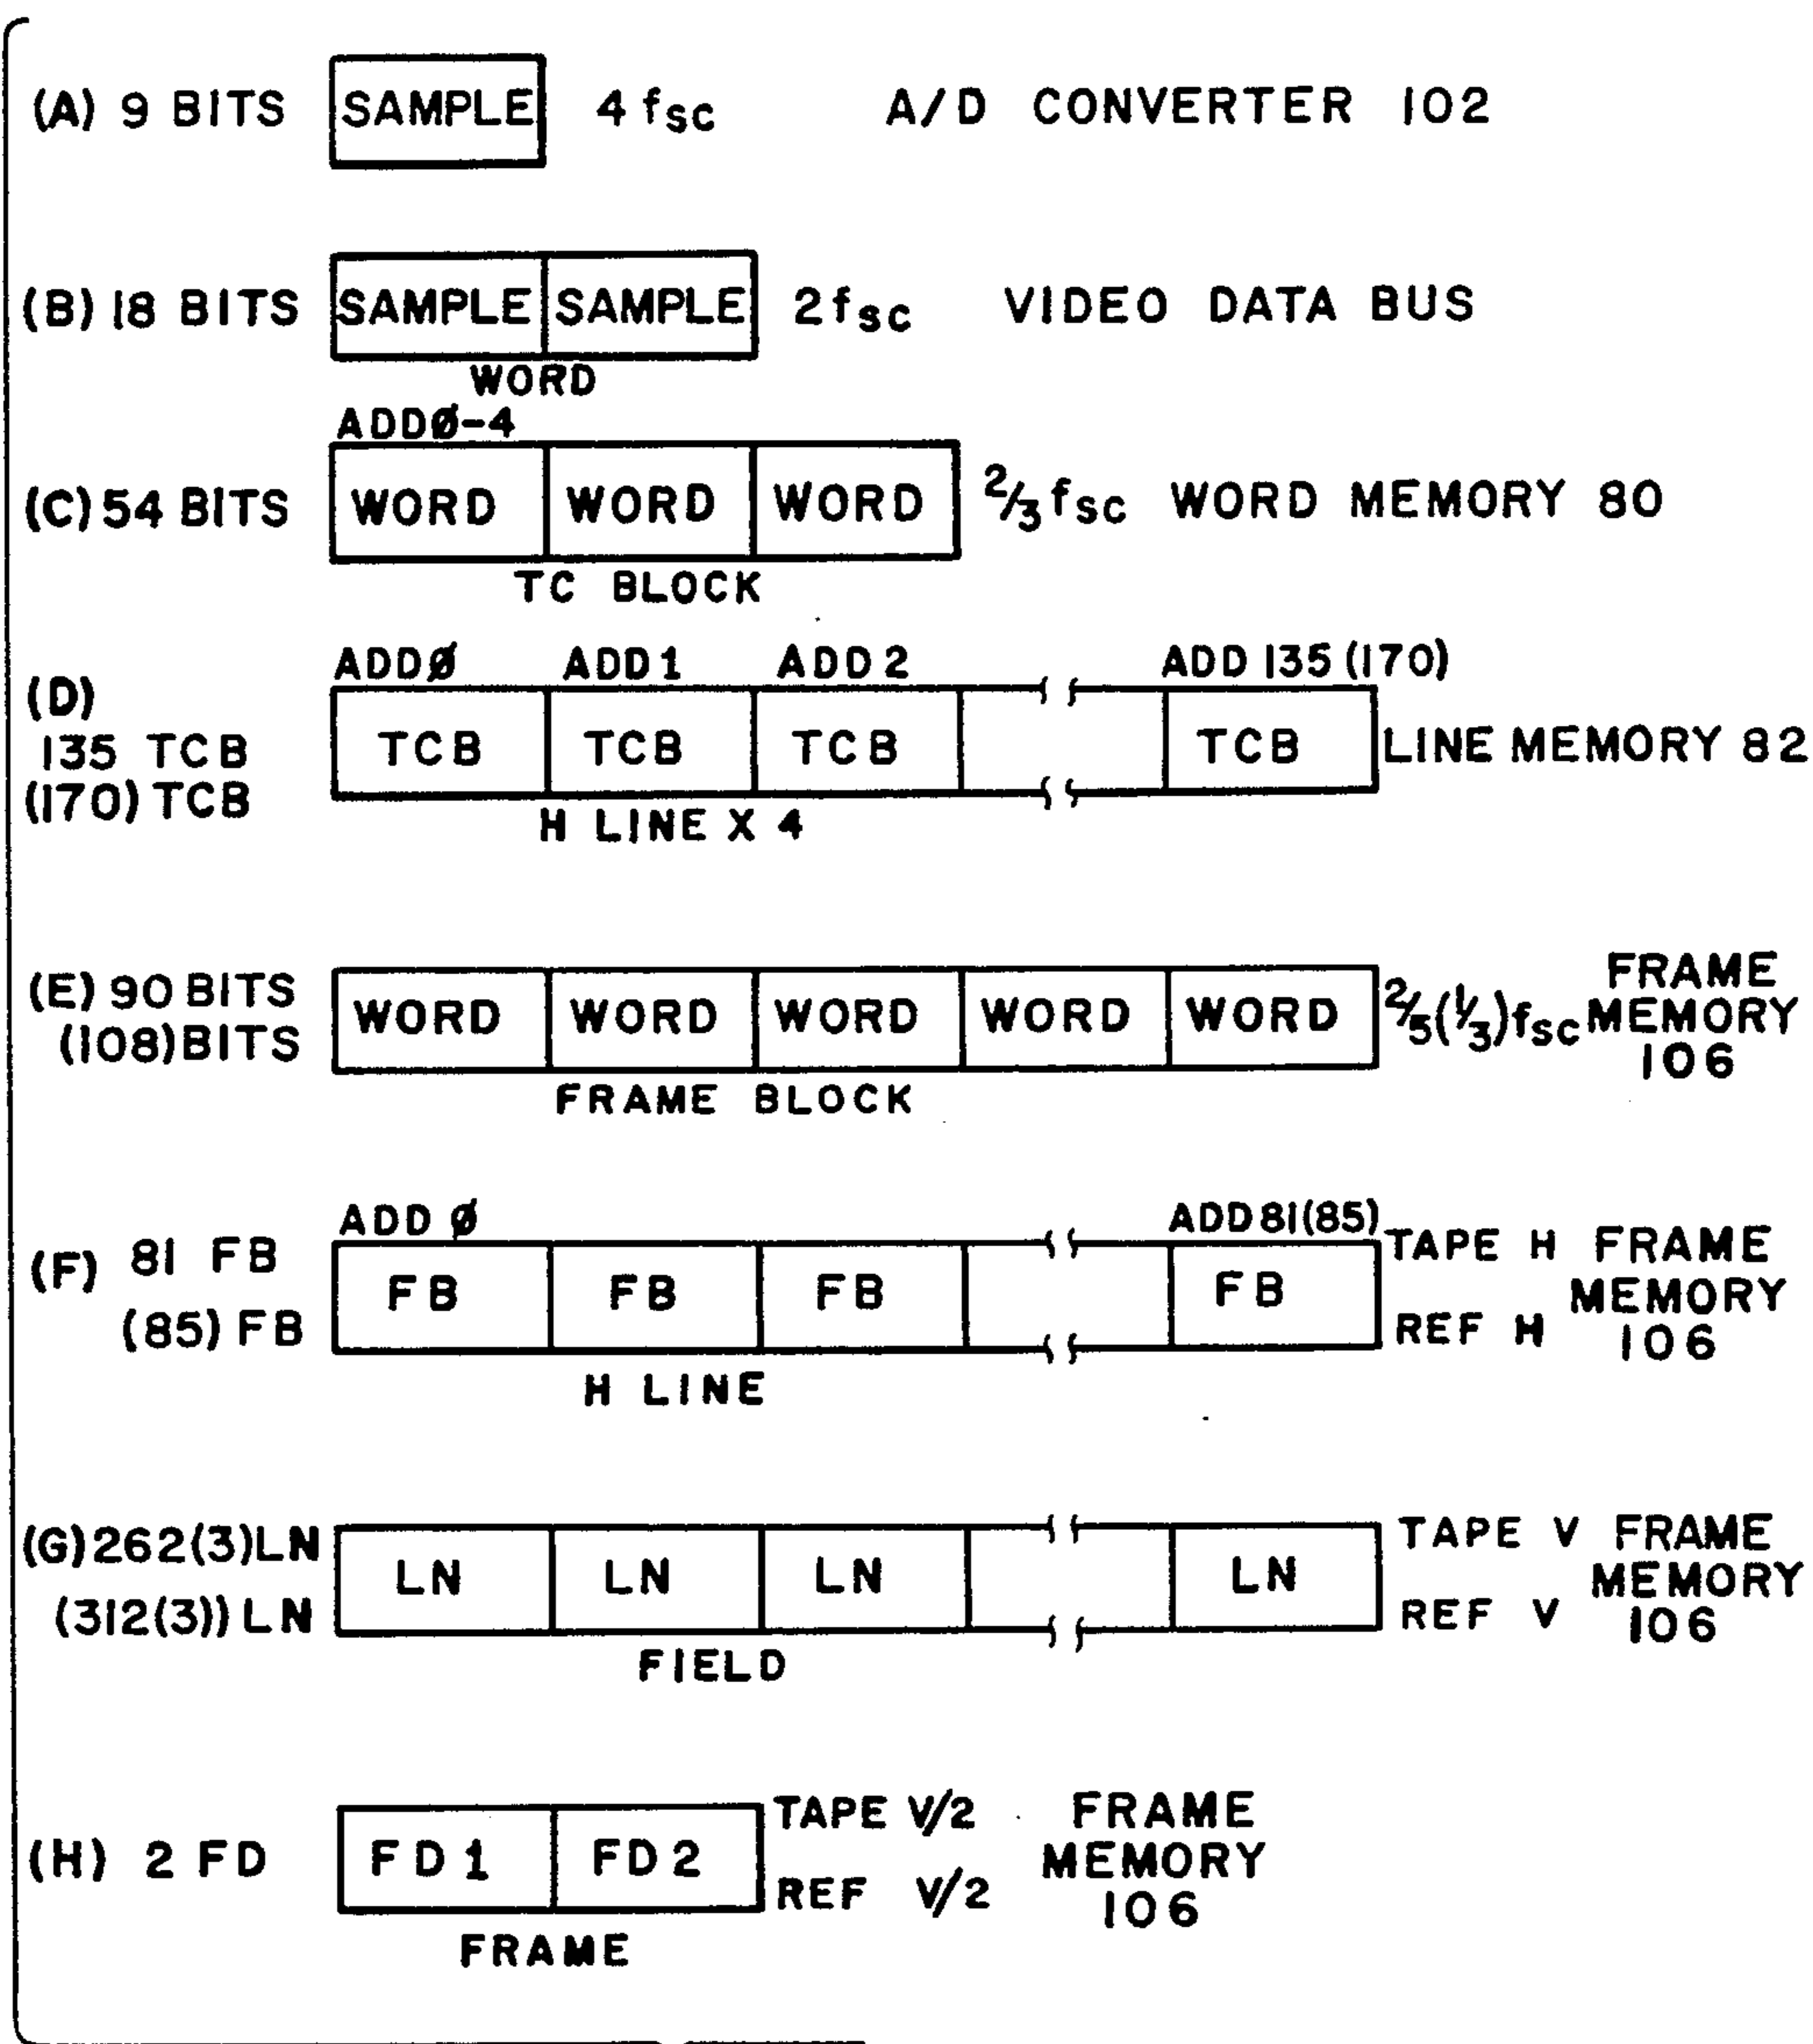 (A) 9 BITS SAMPLE 4 fsc A/D CONVERTER 102
(B) 18 BITS SAMPLE SAMPLE 2fsc VIDEO DATA BUS
WORD
ADDØ-4
(C) 54 BITS WORD WORD WORD 2/3 fsc WORD MEMORY 80
TC BLOCK
ADDØ ADD1 ADD2 ADD 135 (170)
(D)
135 TCB
(170) TCB
TCB TCB TCB TCB LINE MEMORY 82
H LINE X 4
(E) 90 BITS
(108) BITS
WORD WORD WORD WORD WORD 2/5(1/3)fsc
FRAME
MEMORY
106
FRAME BLOCK
ADD Ø ADD 81(85)
(F) 81 FB
(85) FB
FB FB FB FB
TAPE H
REF H
FRAME
MEMORY
106
H LINE
(G) 262(3)LN
(312(3)) LN
LN LN LN LN
TAPE V
REF V
FRAME
MEMORY
106
FIELD
(H) 2 FD FD1 FD2
TAPE V/2
REF V/2
FRAME
MEMORY
106
FRAME